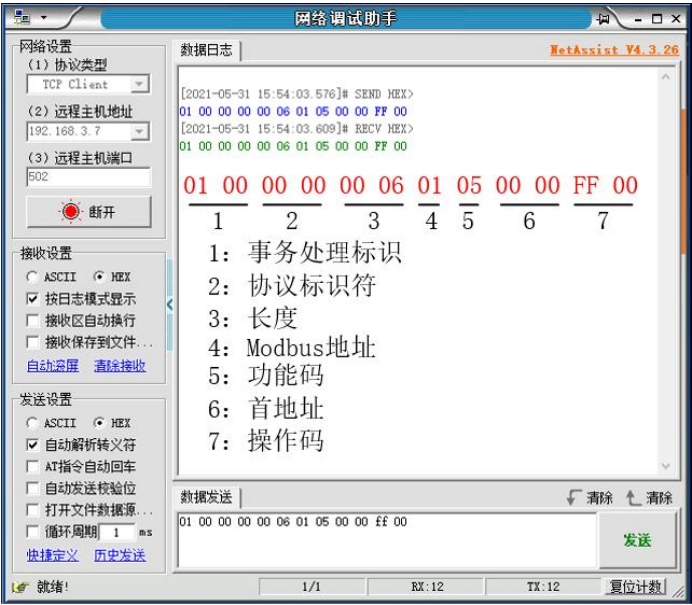 网络调试助手
网络设置
(1) 协议类型
TCP Client
(2) 远程主机地址
192.168.3.7
(3) 远程主机端口
502
断开
接收设置
ASCII HEX
按日志模式显示
接收区自动换行
接收保存到文件...
自动滚屏 清除接收
发送设置
ASCII HEX
自动解析转义符
AT指令自动回车
自动发送校验位
打开文件数据源...
循环周期 1 ms
快捷定义 历史发送
数据日志 NetAssist V4.3.26
[2021-05-31 15:54:03.576]# SEND HEX>
01 00 00 00 00 06 01 05 00 00 FF 00
[2021-05-31 15:54:03.609]# RECV HEX>
01 00 00 00 00 06 01 05 00 00 FF 00
01 00 00 00 00 06 01 05 00 00 FF 00
1 2 3 4 5 6 7
1: 事务处理标识
2: 协议标识符
3: 长度
4: Modbus地址
5: 功能码
6: 首地址
7: 操作码
数据发送 清除 清除
01 00 00 00 00 06 01 05 00 00 ff 00
发送
就绪! 1/1 RX:12 TX:12 复位计数